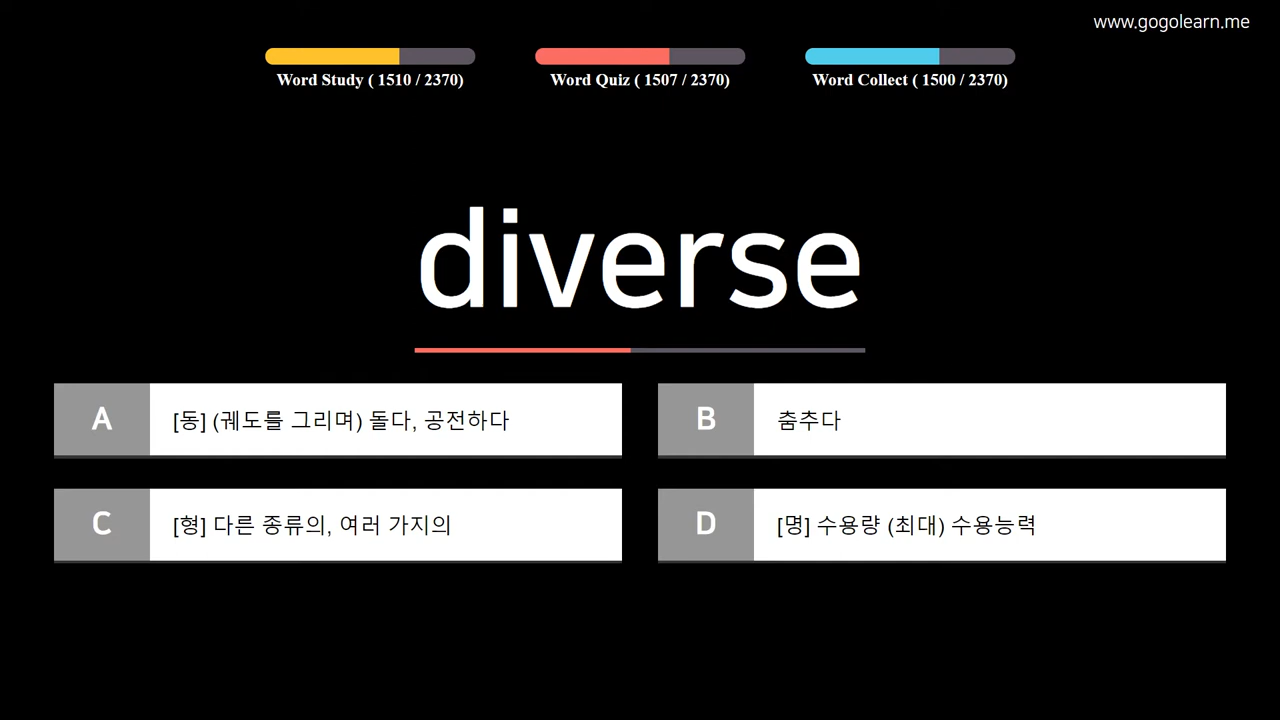 www.gogolearn.me
Word Study ( 1510 / 2370)
Word Quiz ( 1507 / 2370)
Word Collect ( 1500 / 2370)
diverse
A
[동] (궤도를 그리며) 돌다, 공전하다
B
춤추다
C
[형] 다른 종류의, 여러 가지의
D
[명] 수용량 (최대) 수용능력